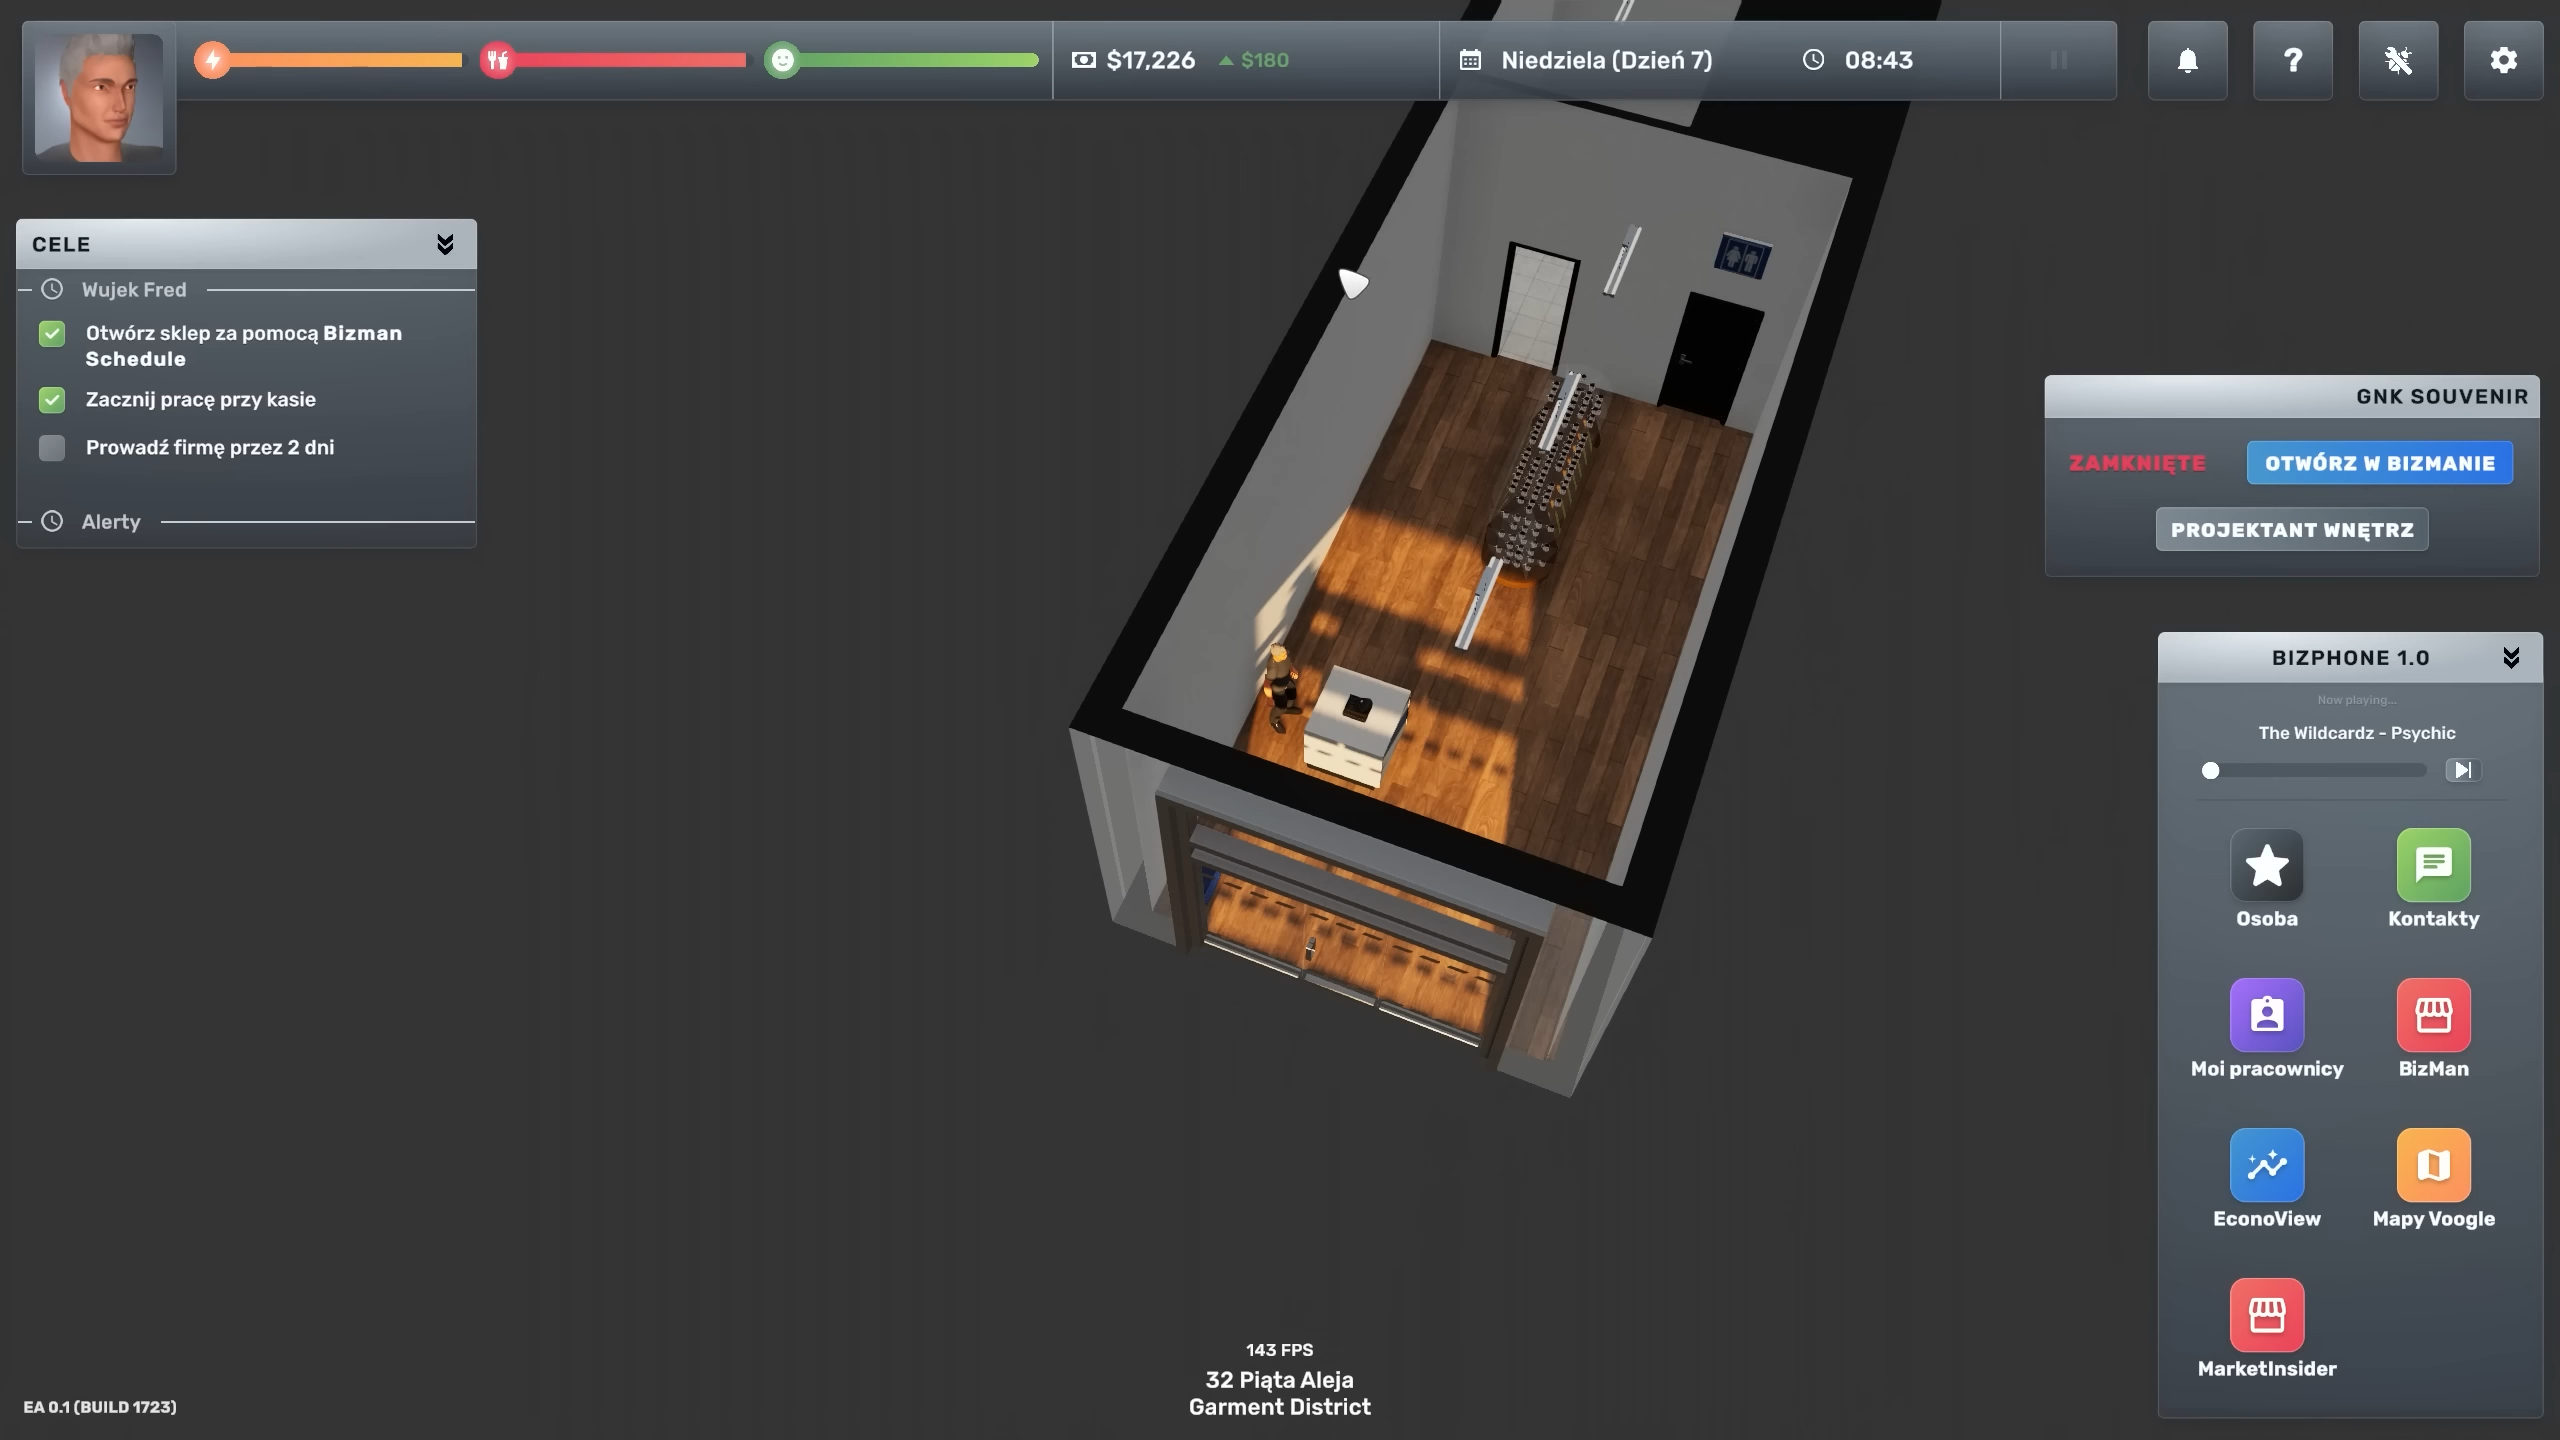 $17,226
$180
Niedziela (Dzień 7)
08:43
?
CELE
Wujek Fred
Otwórz sklep za pomocą Bizman
Schedule
Zacznij pracę przy kasie
Prowadź firmę przez 2 dni
Alerty
GNK SOUVENIR
ZAMKNIĘTE
OTWÓRZ W BIZMANIE
PROJEKTANT WNĘTRZ
BIZPHONE 1.0
Now playing...
The Wildcardz - Psychic
Osoba
Kontakty
Moi pracownicy
BizMan
EconoView
Mapy Voogle
MarketInsider
143 FPS
32 Piąta Aleja
Garment District
EA 0.1 (BUILD 1723)